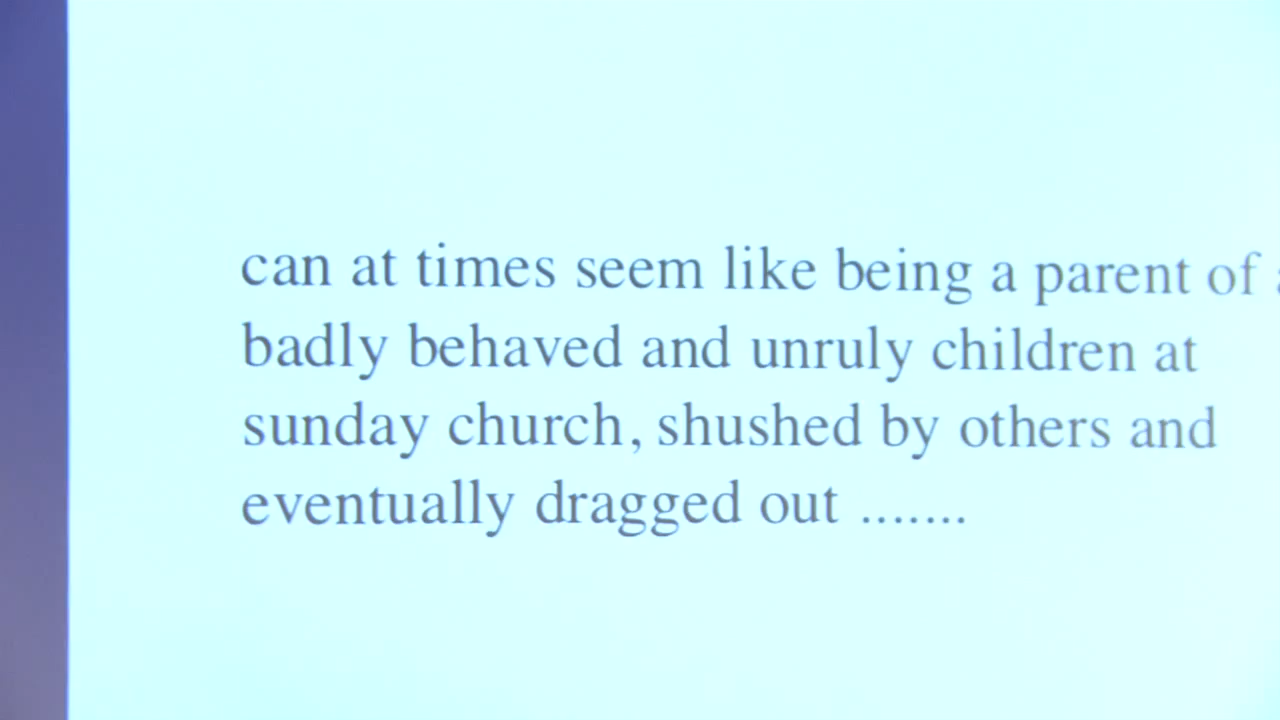 can at times seem like being a parent of
badly behaved and unruly children at
sunday church, shushed by others and
eventually dragged out .......